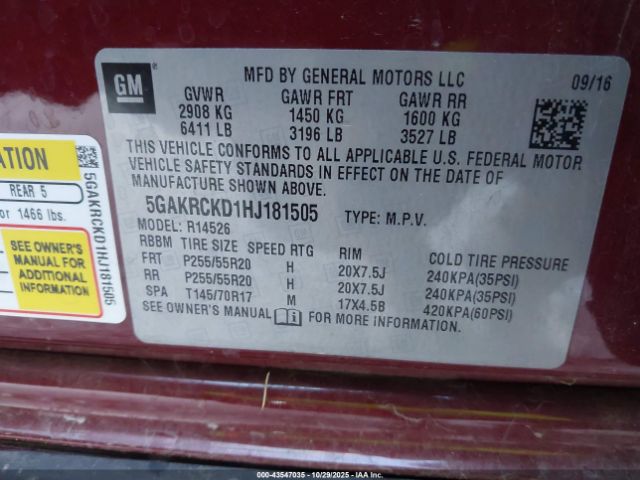 GM
®
MFD BY GENERAL MOTORS LLC 09/16
GVWR GAWR FRT GAWR RR
2908 KG 1450 KG 1600 KG
6411 LB 3196 LB 3527 LB
THIS VEHICLE CONFORMS TO ALL APPLICABLE U.S. FEDERAL MOTOR
VEHICLE SAFETY STANDARDS IN EFFECT ON THE DATE OF
MANUFACTURE SHOWN ABOVE.
5GAKRCKD1HJ181505 TYPE: M.P.V.
MODEL: R14526
RBBM TIRE SIZE SPEED RTG RIM COLD TIRE PRESSURE
FRT P255/55R20 H 20X7.5J 240KPA(35PSI)
RR P255/55R20 H 20X7.5J 240KPA(35PSI)
SPA T145/70R17 M 17X4.5B 420KPA(60PSI)
SEE OWNER'S MANUAL FOR MORE INFORMATION.
REAR 5
or 1466 lbs.
SEE OWNER'S
MANUAL FOR
ADDITIONAL
INFORMATION
5GAKRCKD1HJ181505
000-43547035 - 10/29/2025 - IAAI.com